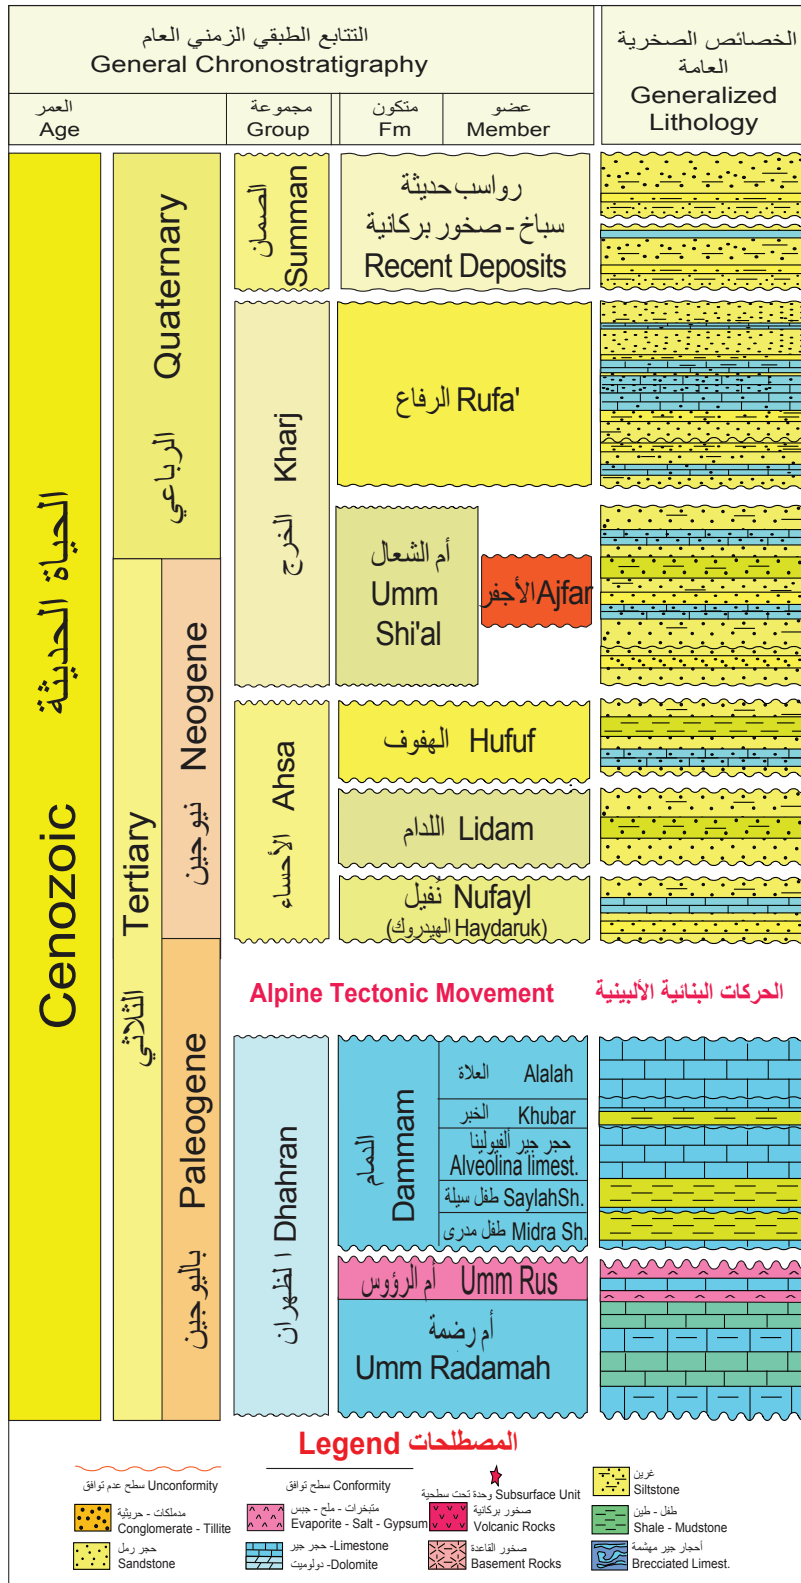 التتابع الطبقي الزمني العام
General Chronostratigraphy
الخصائص الصخرية
العامة
Generalized
Lithology
العمر
Age
مجموعة
Group
متكون
Fm
عضو
Member
الحياة الحديثة
Cenozoic
الرباعي Quaternary
الثلاثي Tertiary
نيوجين Neogene
باليوجين Paleogene
الصمان
Summan
رواسب حديثة
سباخ - صخور بركانية
Recent Deposits
الخرج Kharj
الرفاع Rufa'
أم الشعال
Umm
Shi'al
الأجفر Ajfar
الأحساء Ahsa
الهفوف Hufuf
اللدام Lidam
نُفيل Nufayl
(الهيدروك Haydaruk)
Alpine Tectonic Movement الحركات البنائية الألبينية
الظهران Dhahran
الدمام
Dammam
العلاة Alalah
الخبر Khubar
حجر جير ألفيولينا
Alveolina limest.
طفل سيلة SaylahSh.
طفل مدرى Midra Sh.
أم الرؤوس Umm Rus
أم رضمة
Umm Radamah
Legend المصطلحات
سطح عدم توافق Unconformity
سطح توافق Conformity
وحدة تحت سطحية Subsurface Unit
غرين
Siltstone
مدملكات - حريثية
Conglomerate - Tillite
متبخرات - ملح - جبس
Evaporite - Salt - Gypsum
صخور بركانية
Volcanic Rocks
طفل - طين
Shale - Mudstone
حجر رمل
Sandstone
حجر جير -Limestone
دولوميت -Dolomite
صخور القاعدة
Basement Rocks
أحجار جير مهشمة
Brecciated Limest.